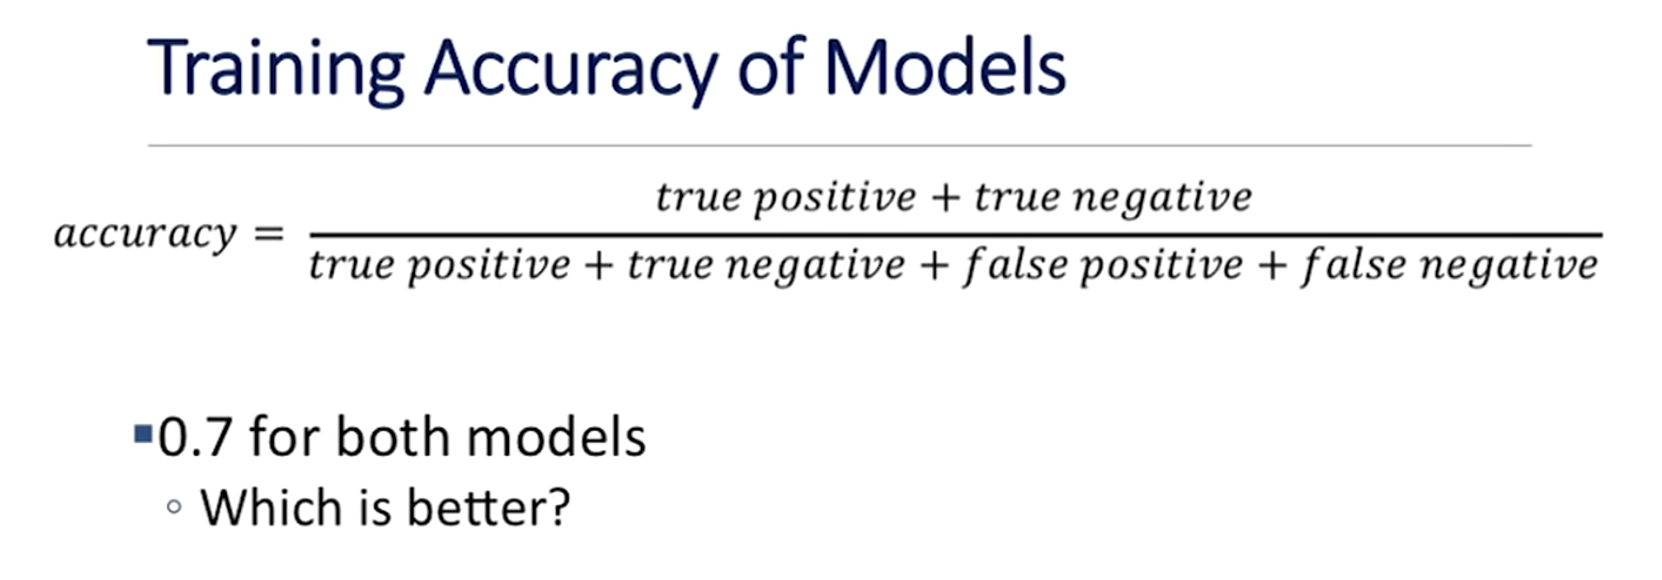 Training Accuracy of Models
true positive + true negative
accuracy =
true positive + true negative + false positive + false negative
▪0.7 for both models
◦ Which is better?